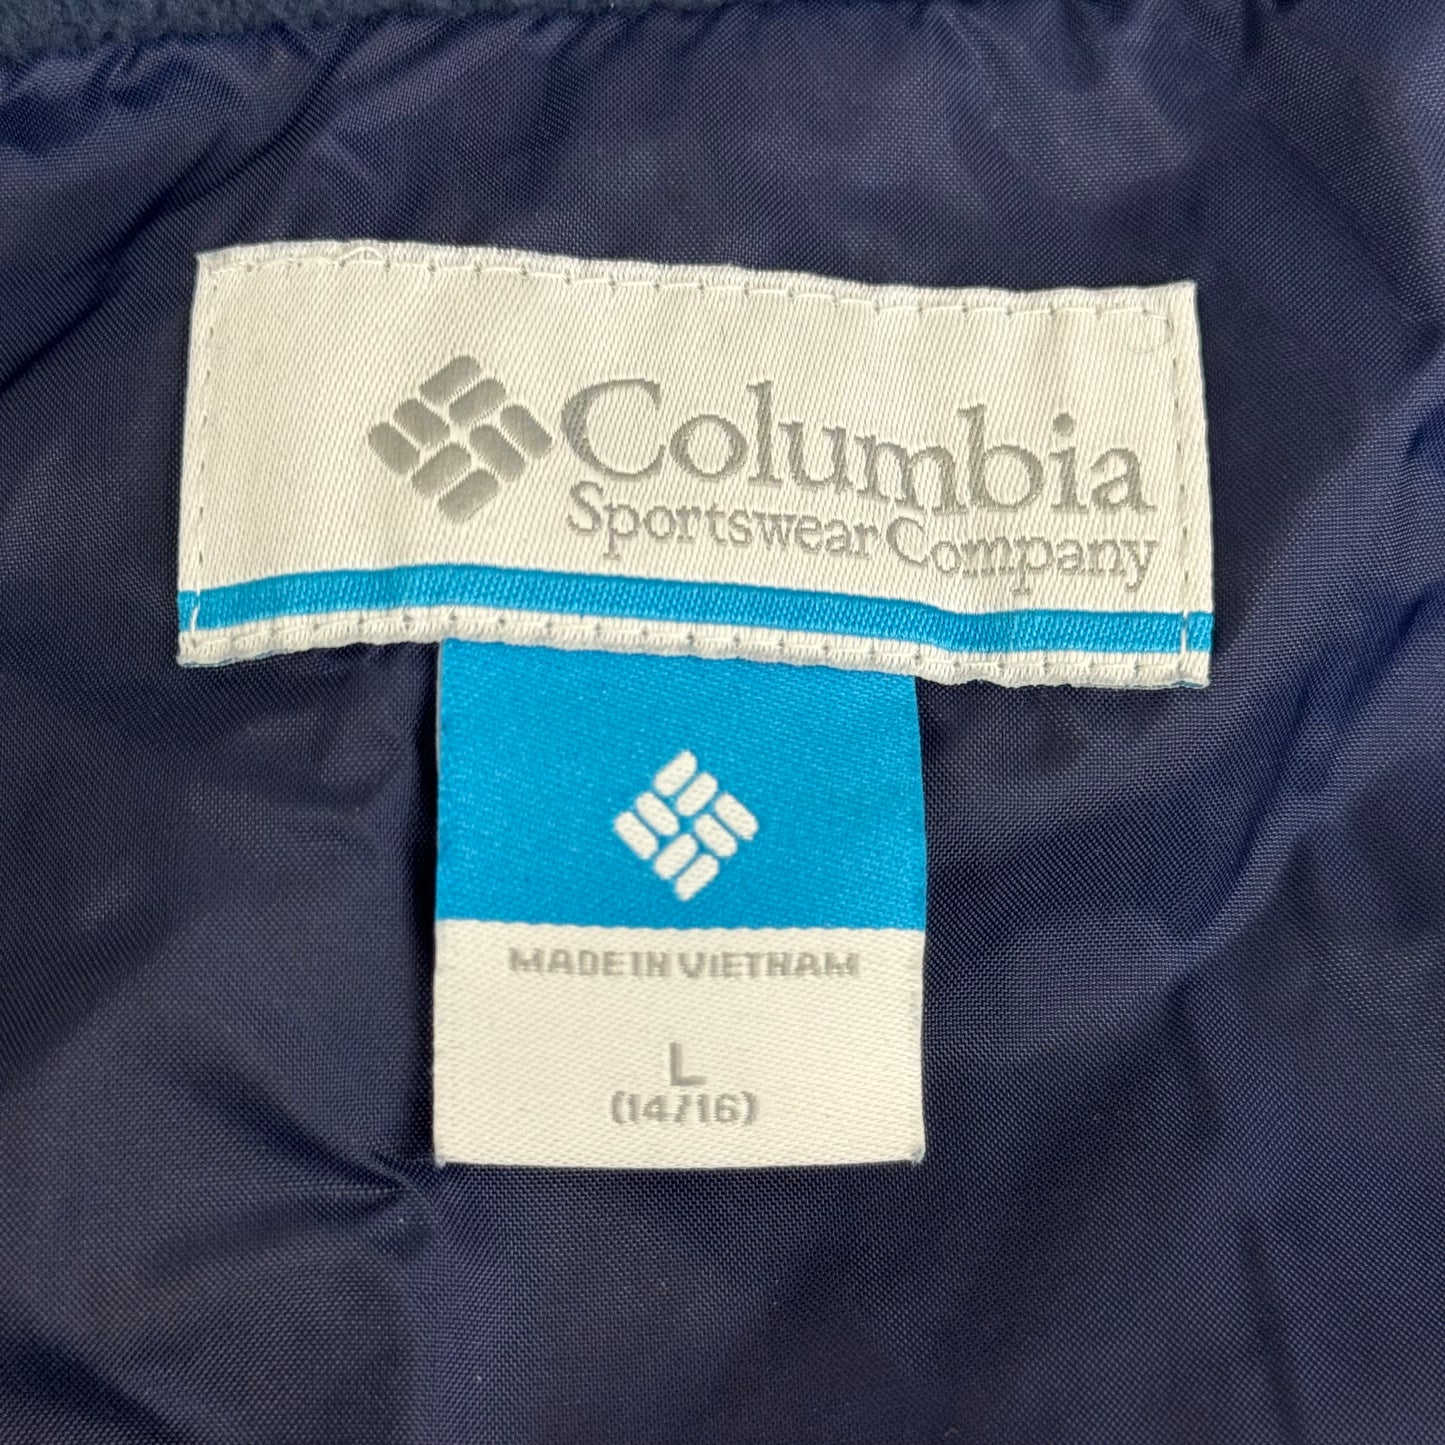 Columbia
Sportswear Company
MADE IN VIETNAM
L
(14/16)